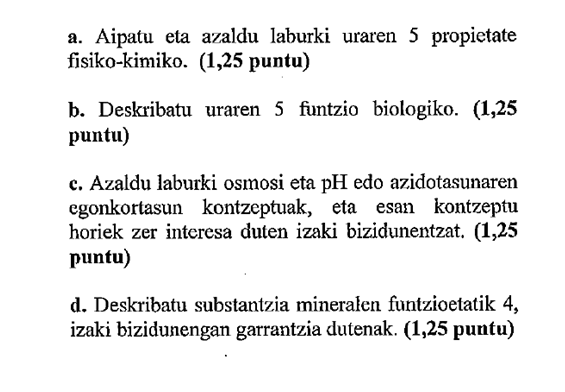 a. Aipatu eta azaldu laburki uraren 5 propietate
fisiko-kimiko. (1,25 puntu)
b. Deskribatu uraren 5 funtzio biologiko. (1,25
puntu)
c. Azaldu laburki osmosi eta pH edo azidotasunaren
egonkortasun kontzeptuak, eta esan kontzeptu
horiek zer interesa duten izaki bizidunentzat. (1,25
puntu)
d. Deskribatu substantzia mineralen funtzioetatik 4,
izaki bizidunengan garrantzia dutenak. (1,25 puntu)